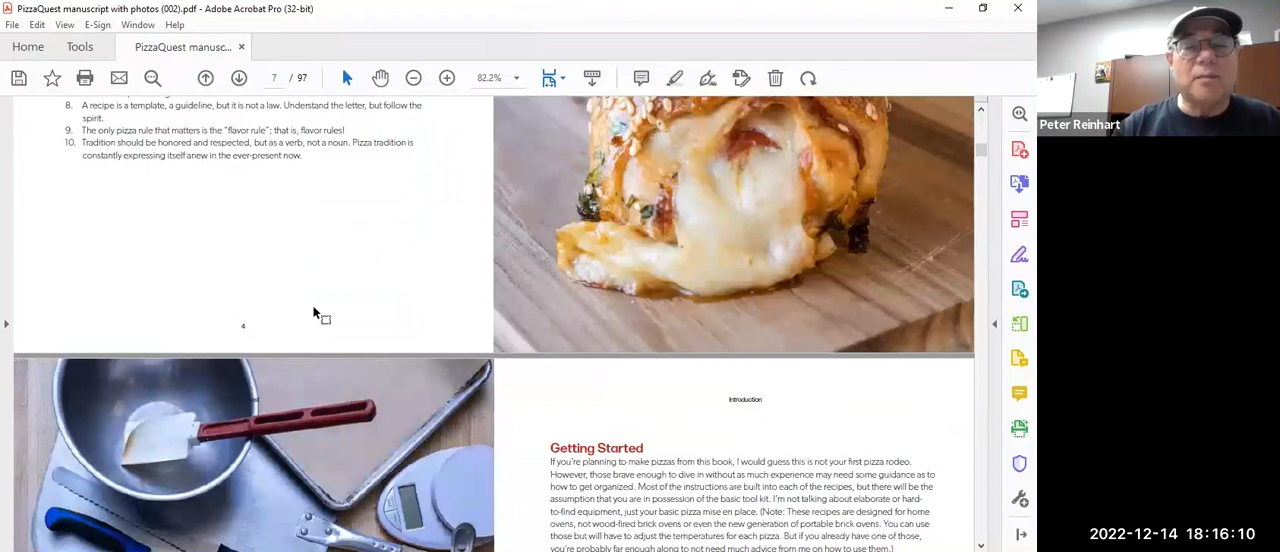 PizzaQuest manuscript with photos (002).pdf - Adobe Acrobat Pro (32-bit)
File Edit View E-Sign Window Help
Home Tools PizzaQuest manusc... ×
7 / 97 82.2%
8. A recipe is a template, a guideline, but it is not a law. Understand the letter, but follow the
spirit.
9. The only pizza rule that matters is the "flavor rule"; that is, flavor rules!
10. Tradition should be honored and respected, but as a verb, not a noun. Pizza tradition is
constantly expressing itself anew in the ever-present now.
4
Introduction
Getting Started
If you're planning to make pizzas from this book, I would guess this is not your first pizza rodeo.
However, those brave enough to dive in without as much experience may need some guidance as to
how to get organized. Most of the instructions are built into each of the recipes, but there will be the
assumption that you are in possession of the basic tool kit. I'm not talking about elaborate or hard-
to-find equipment, just your basic pizza mise en place. (Note: These recipes are designed for home
ovens, not wood-fired brick ovens or even the new generation of portable brick ovens. You can use
those but will have to adjust the temperatures for each pizza. But if you already have one of those,
you're probably far enough along to not need much advice from me on how to use them.)
Peter Reinhart
2022-12-14 18:16:10